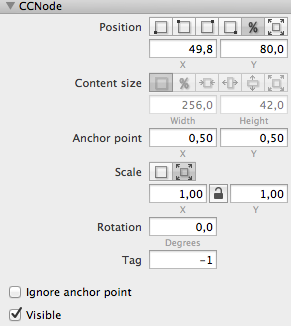 CCNode
Position
%
49,8 80,0
X Y
Content size
%
256,0 42,0
Width Height
Anchor point 0,50 0,50
X Y
Scale
1,00 1,00
X Y
Rotation 0,0
Degrees
Tag -1
Ignore anchor point
Visible